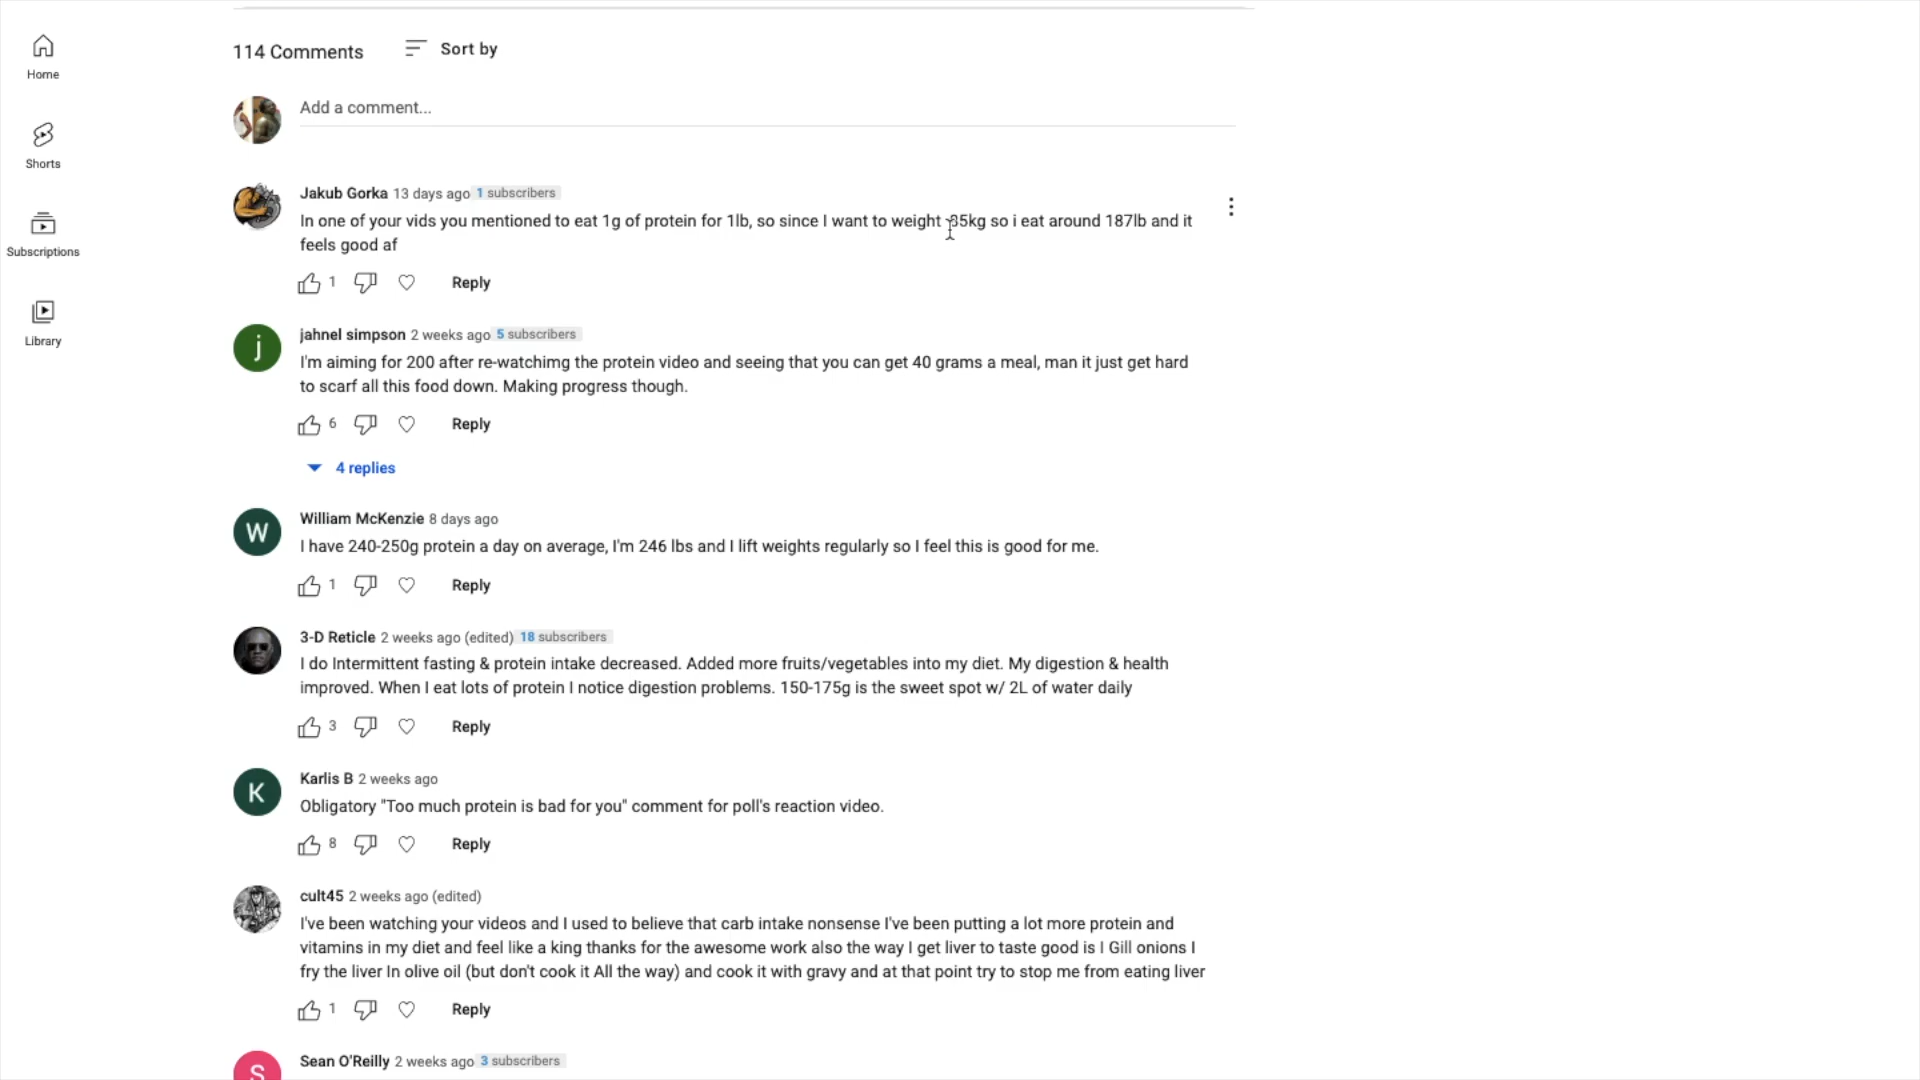 Home
Shorts
Subscriptions
Library
114 Comments
Sort by
Add a comment...
Jakub Gorka 13 days ago 1 subscribers
In one of your vids you mentioned to eat 1g of protein for 1lb, so since I want to weight 85kg so i eat around 187lb and it
feels good af
1 Reply
j
jahnel simpson 2 weeks ago 5 subscribers
I'm aiming for 200 after re-watchimg the protein video and seeing that you can get 40 grams a meal, man it just get hard
to scarf all this food down. Making progress though.
6 Reply
4 replies
W
William McKenzie 8 days ago
I have 240-250g protein a day on average, I'm 246 lbs and I lift weights regularly so I feel this is good for me.
1 Reply
3-D Reticle 2 weeks ago (edited) 18 subscribers
I do Intermittent fasting & protein intake decreased. Added more fruits/vegetables into my diet. My digestion & health
improved. When I eat lots of protein I notice digestion problems. 150-175g is the sweet spot w/ 2L of water daily
3 Reply
K
Karlis B 2 weeks ago
Obligatory "Too much protein is bad for you" comment for poll's reaction video.
8 Reply
cult45 2 weeks ago (edited)
I've been watching your videos and I used to believe that carb intake nonsense I've been putting a lot more protein and
vitamins in my diet and feel like a king thanks for the awesome work also the way I get liver to taste good is I Gill onions I
fry the liver In olive oil (but don't cook it All the way) and cook it with gravy and at that point try to stop me from eating liver
1 Reply
S
Sean O'Reilly 2 weeks ago 3 subscribers